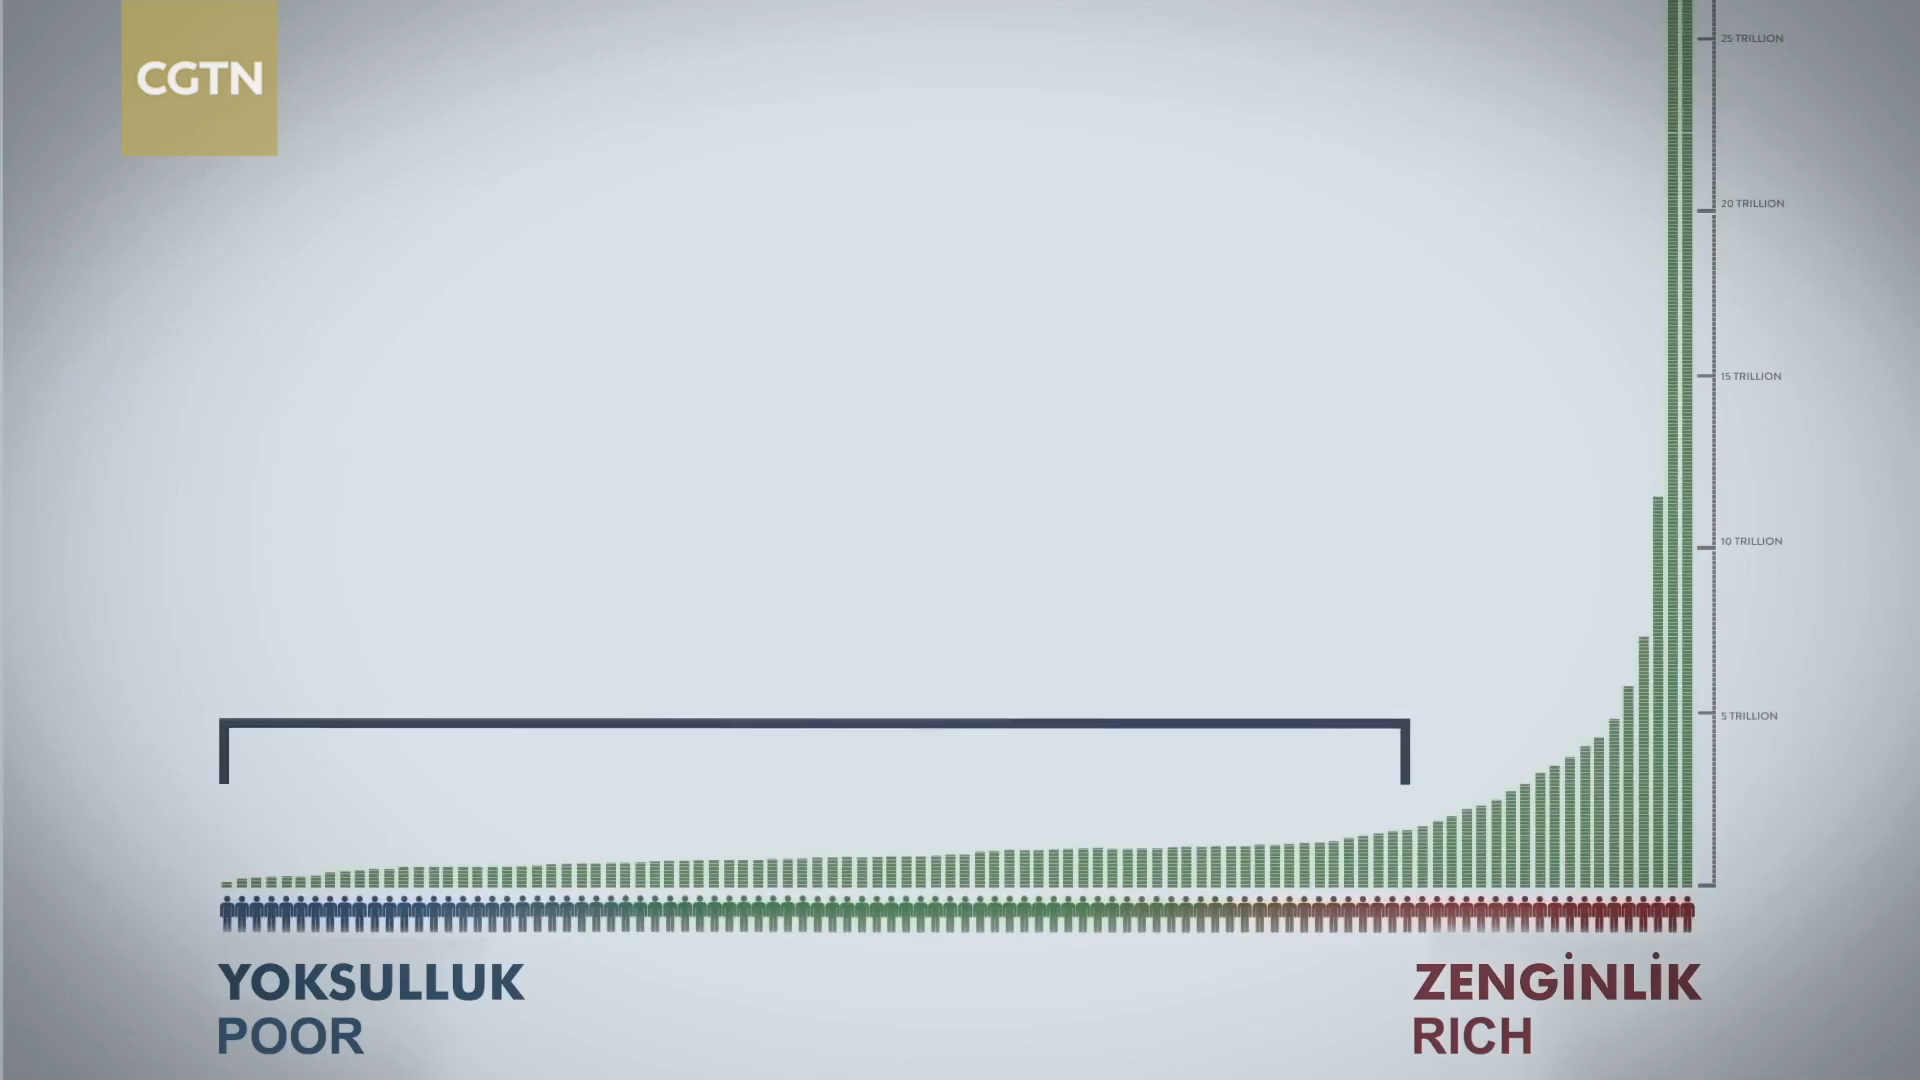 CGTN
25 TRILLION
20 TRILLION
15 TRILLION
10 TRILLION
5 TRILLION
YOKSULLUK
POOR
ZENGİNLİK
RICH